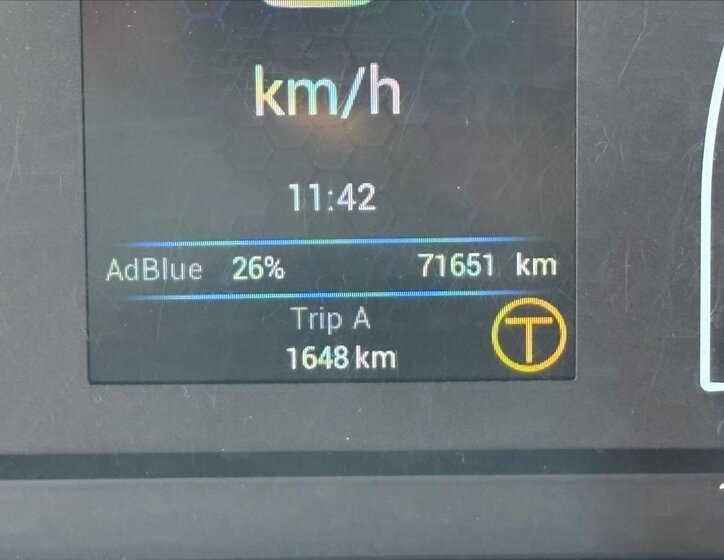 km/h
11:42
AdBlue 26% 71651 km
Trip A
1648 km
T